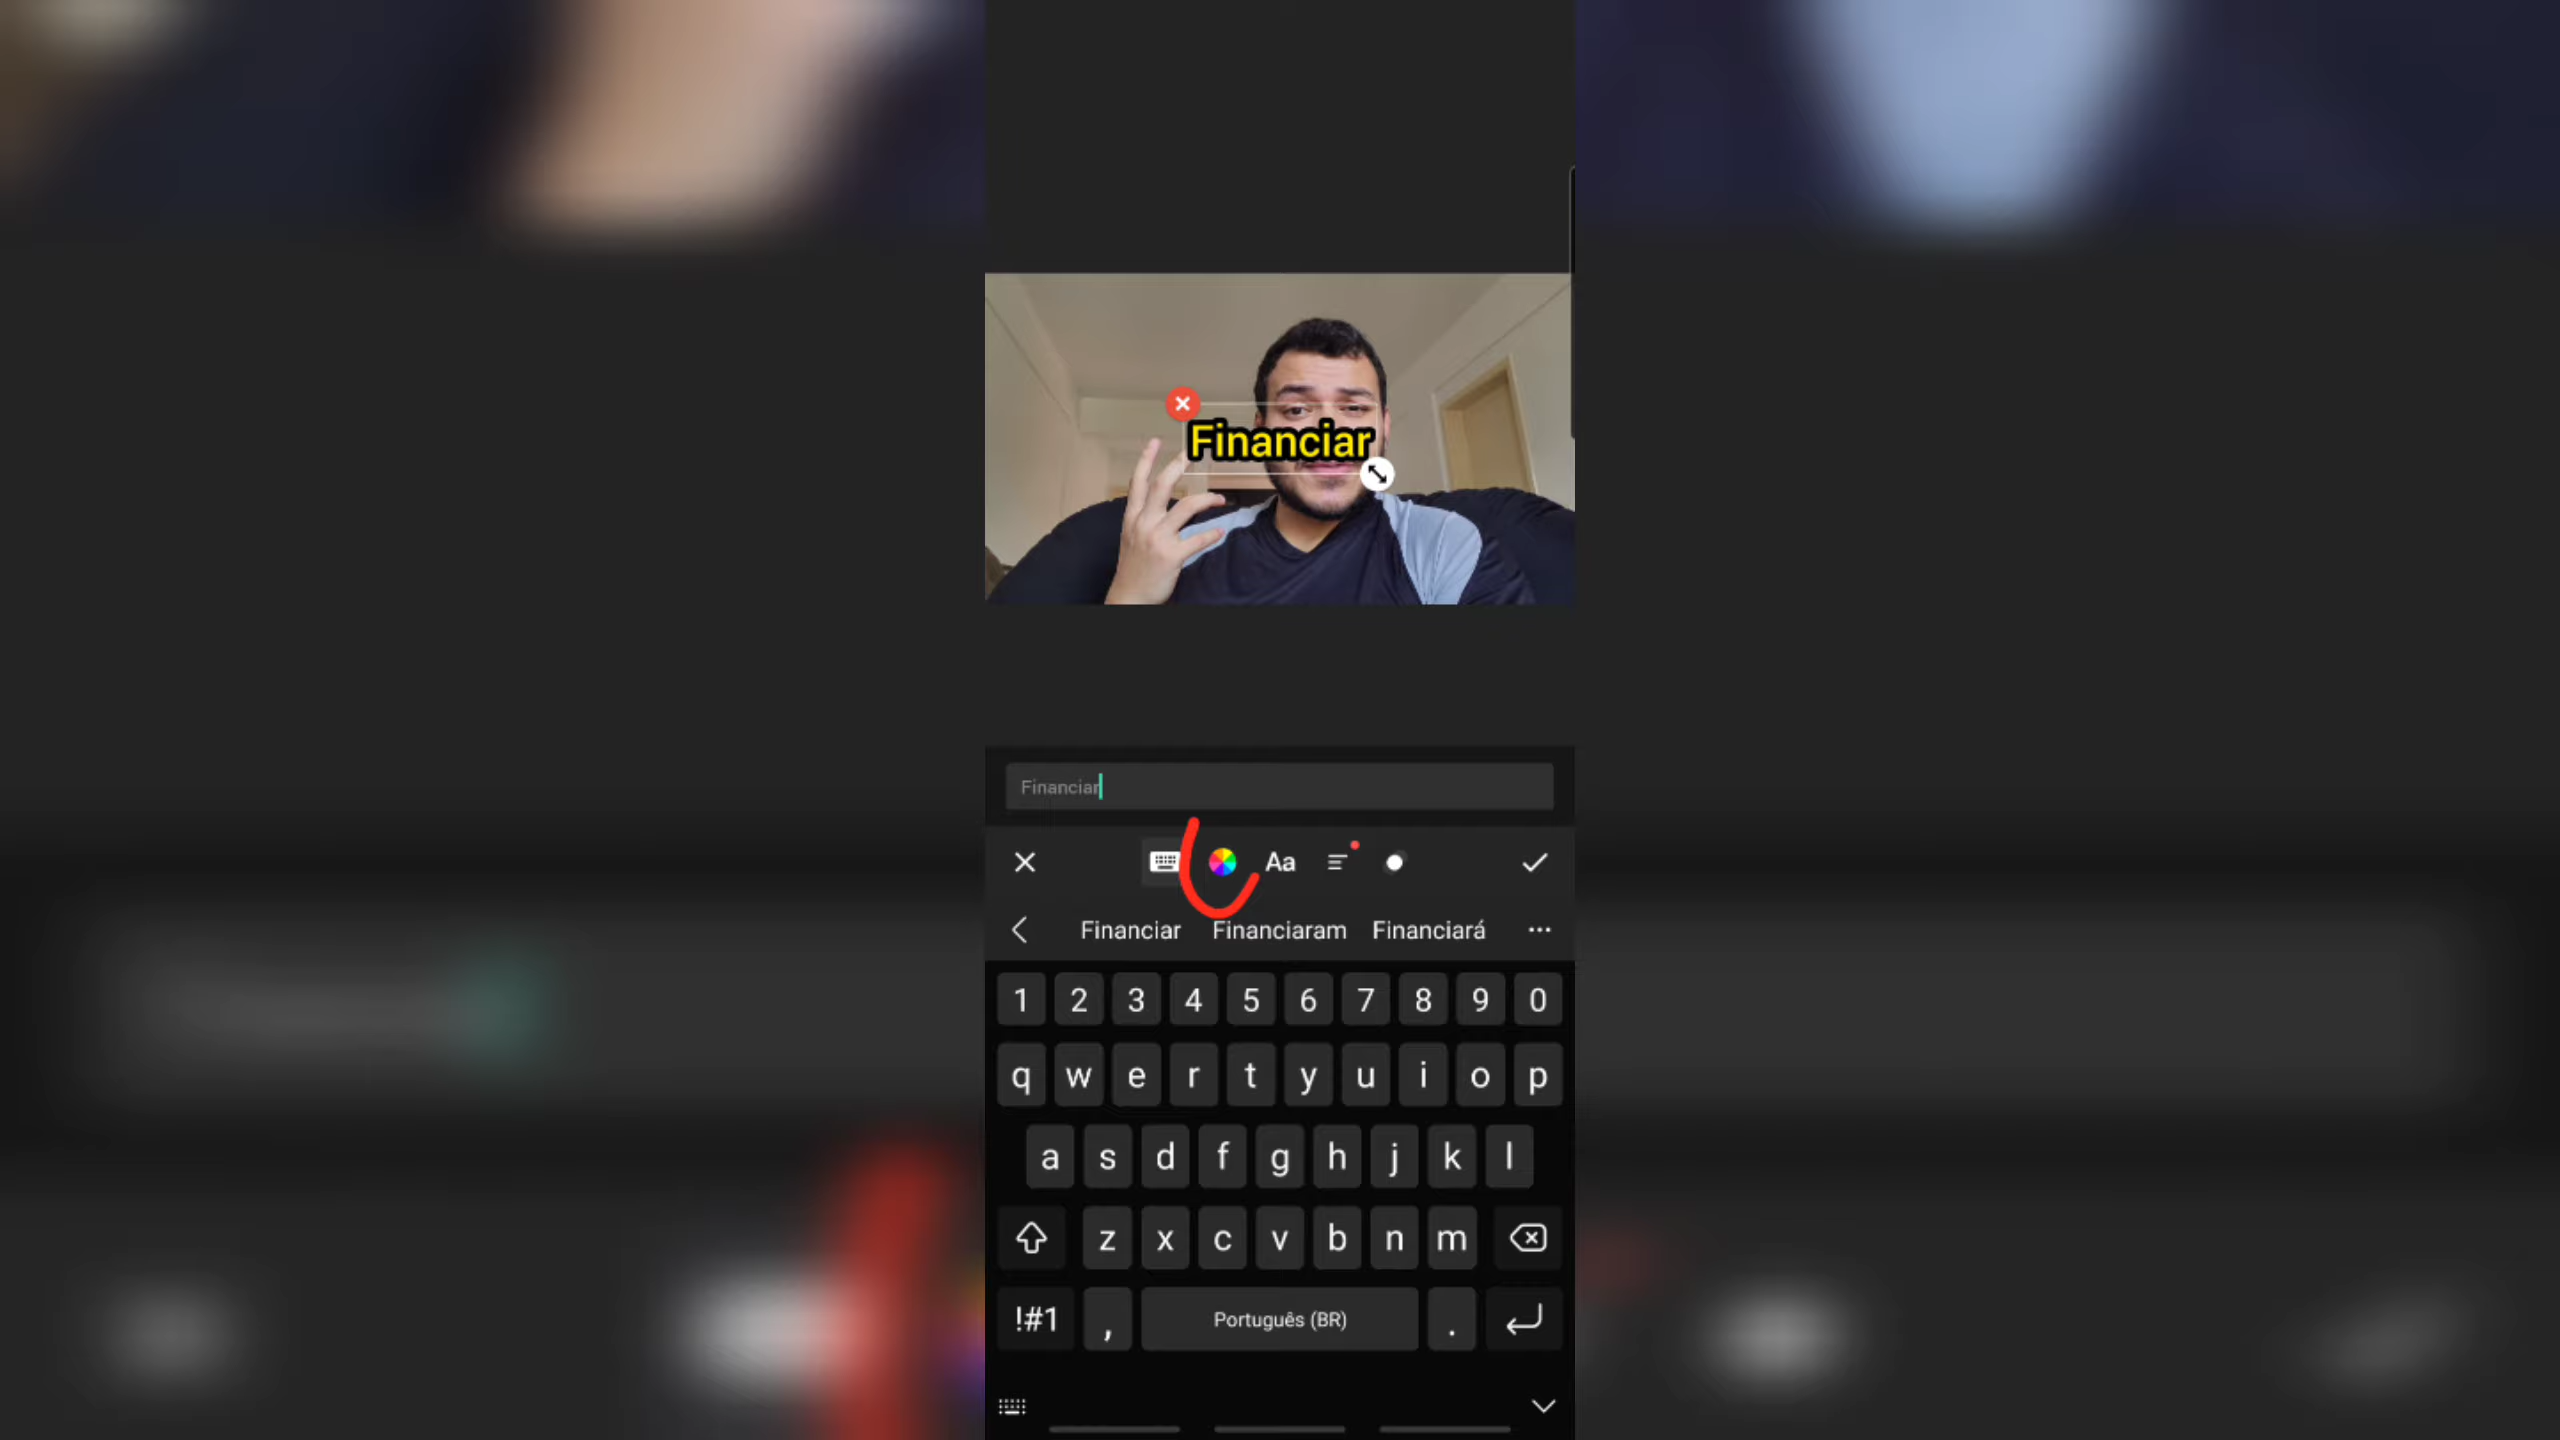 Financiar
Financiar
Aa
Financiar Financiaram Financiará ...
1 2 3 4 5 6 7 8 9 0
q w e r t y u i o p
a s d f g h j k l
z x c v b n m
!#1 , Português (BR) .